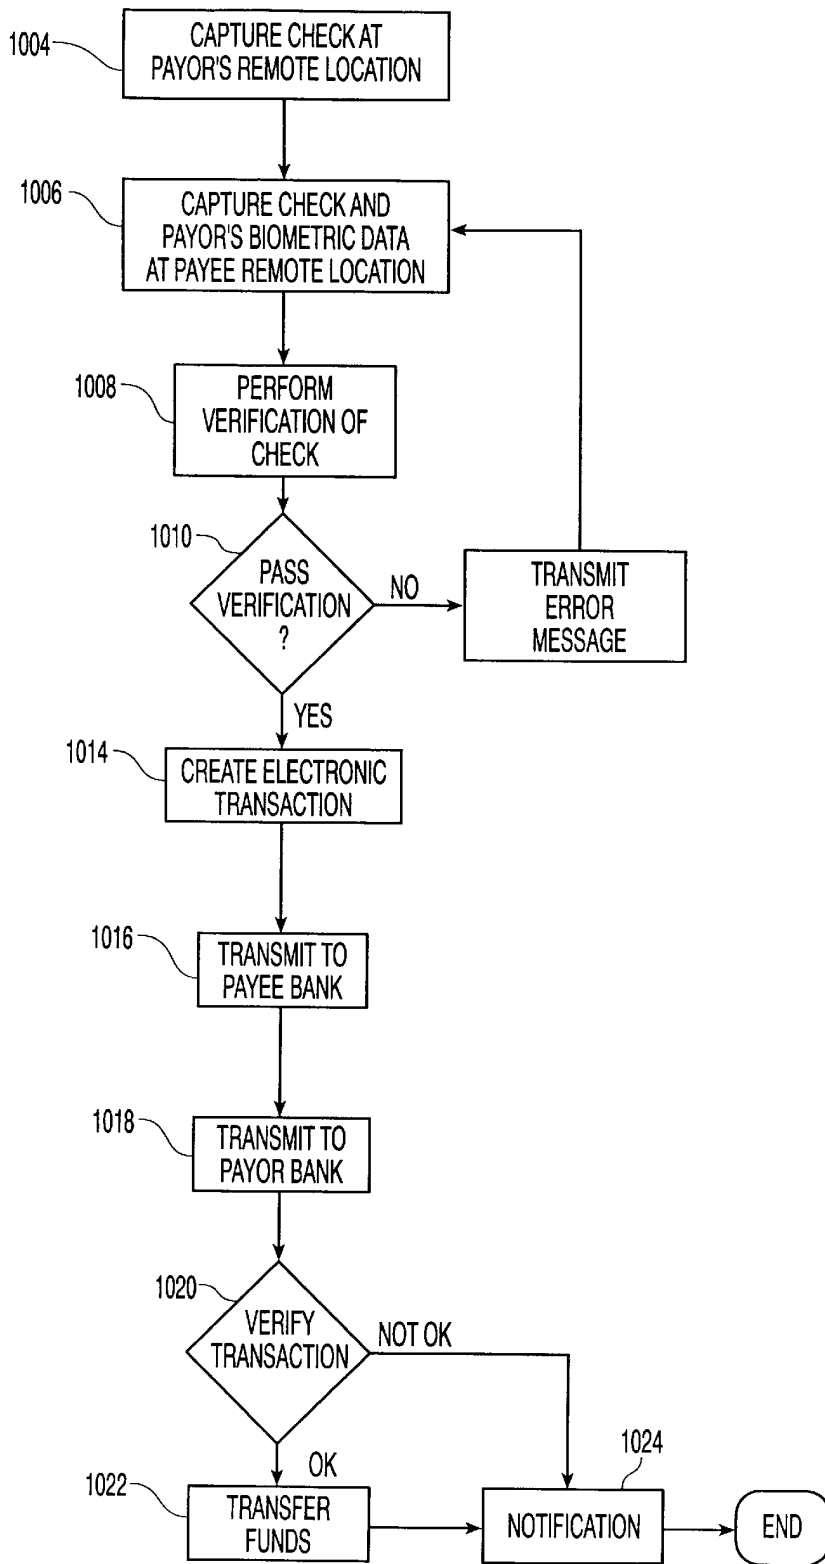 1004
CAPTURE CHECK AT
PAYOR'S REMOTE LOCATION
1006
CAPTURE CHECK AND
PAYOR'S BIOMETRIC DATA
AT PAYEE REMOTE LOCATION
1008
PERFORM
VERIFICATION OF
CHECK
1010
PASS
VERIFICATION
?
NO
TRANSMIT
ERROR
MESSAGE
YES
1014
CREATE ELECTRONIC
TRANSACTION
1016
TRANSMIT TO
PAYEE BANK
1018
TRANSMIT TO
PAYOR BANK
1020
VERIFY
TRANSACTION
NOT OK
OK
1022
TRANSFER
FUNDS
1024
NOTIFICATION
END